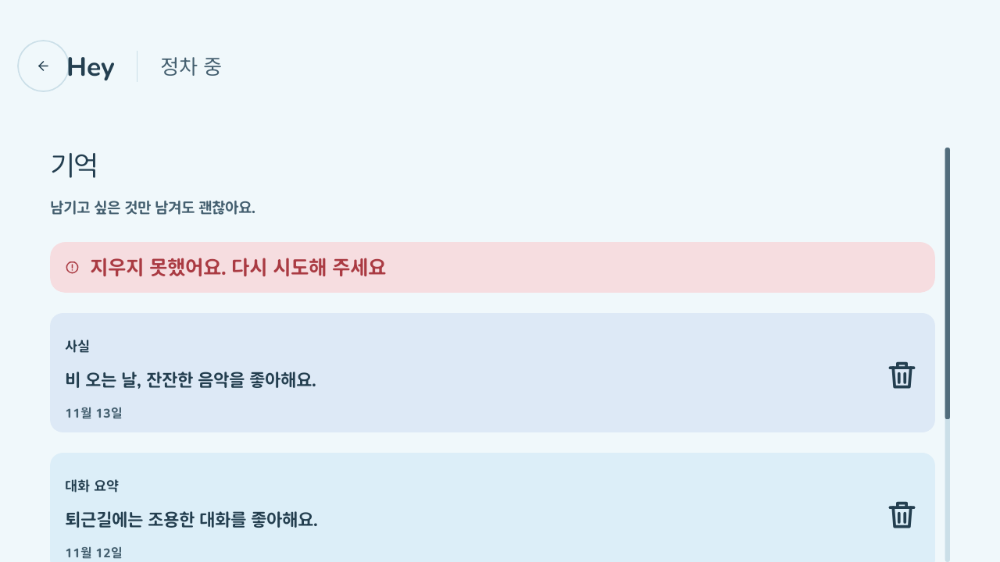 Hey
정차 중
기억
남기고 싶은 것만 남겨도 괜찮아요.
지우지 못했어요. 다시 시도해 주세요
사실
비 오는 날, 잔잔한 음악을 좋아해요.
11월 13일
대화 요약
퇴근길에는 조용한 대화를 좋아해요.
11월 12일